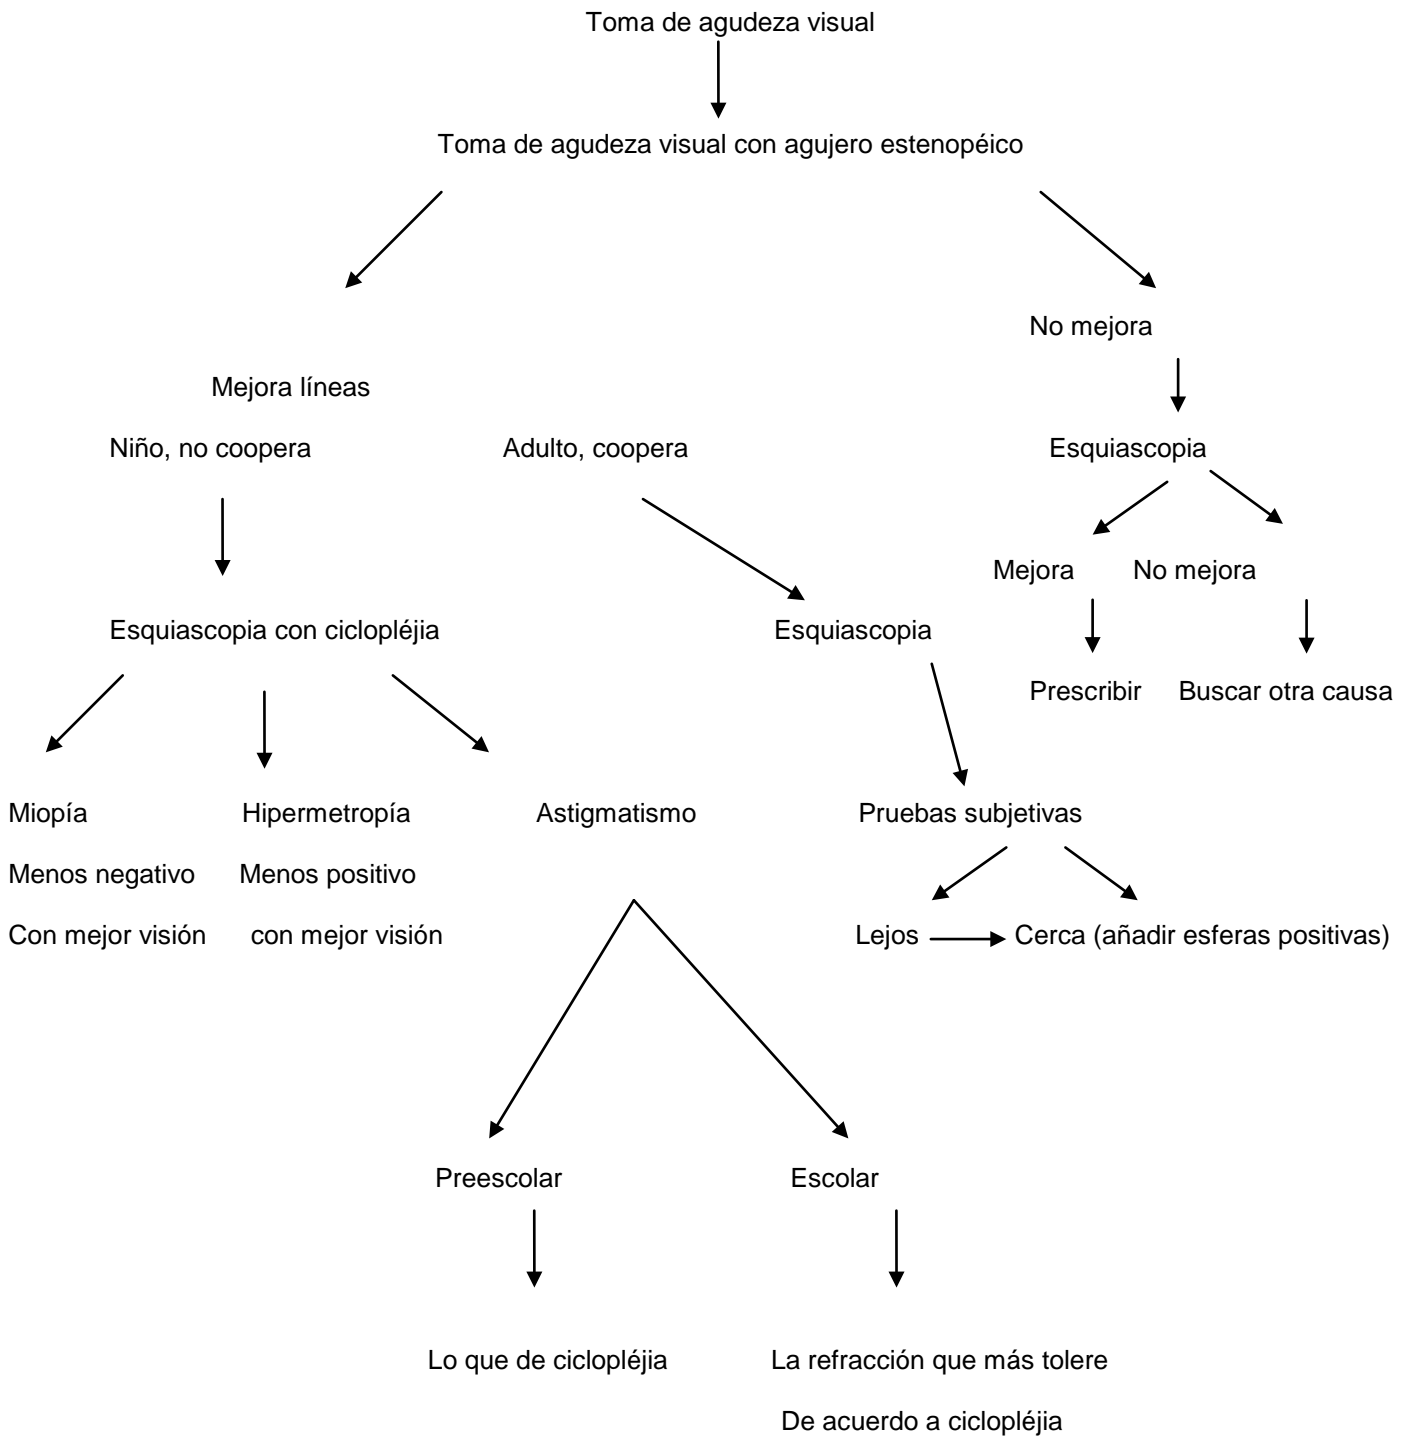 Toma de agudeza visual
Toma de agudeza visual con agujero estenopéico
No mejora
Mejora líneas
Niño, no coopera
Adulto, coopera
Esquiascopia
Mejora
No mejora
Esquiascopia con ciclopléjia
Esquiascopia
Prescribir
Buscar otra causa
Miopía
Hipermetropía
Astigmatismo
Pruebas subjetivas
Menos negativo
Menos positivo
Con mejor visión
con mejor visión
Lejos
Cerca (añadir esferas positivas)
Preescolar
Escolar
Lo que de ciclopléjia
La refracción que más tolere
De acuerdo a ciclopléjia